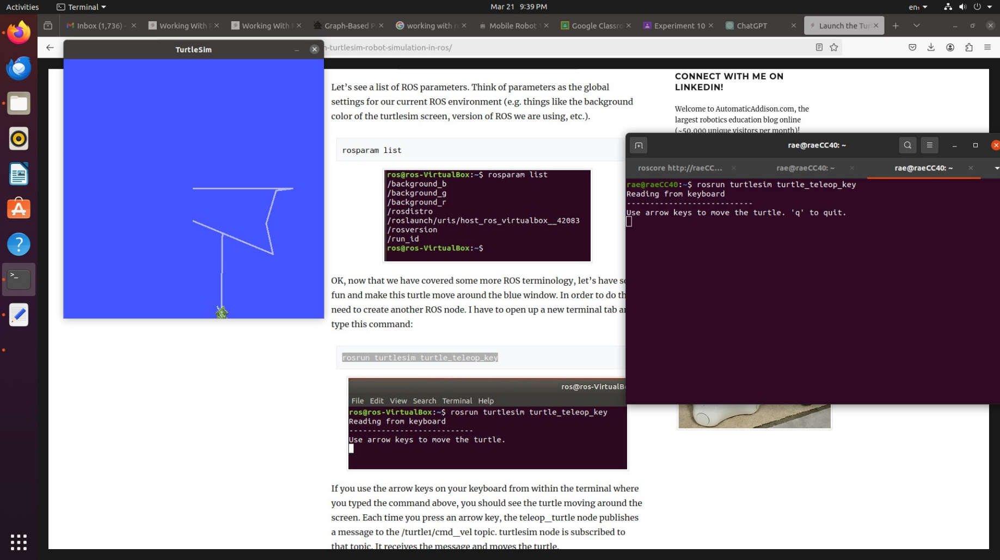 Activities
Terminal
Mar 21 9:39 PM
en₁
Inbox (1,736) -
Working With
Working With
Graph-Based
working with
Mobile Robot
Google Classro
Experiment 10
ChatGPT
Launch the Tur
TurtleSim
n-turtlesim-robot-simulation-in-ros/
Let’s see a list of ROS parameters. Think of parameters as the global
settings for our current ROS environment (e.g. things like the background
color of the turtlesim screen, version of ROS we are using, etc.).
rosparam list
ros@ros-VirtualBox:~$ rosparam list
/background_b
/background_g
/background_r
/rosdistro
/roslaunch/uris/host_ros_virtualbox__42083
/rosversion
/run_id
ros@ros-VirtualBox:~$
OK, now that we have covered some more ROS terminology, let’s have
fun and make this turtle move around the blue window. In order to do
need to create another ROS node. I have to open up a new terminal tab
type this command:
rosrun turtlesim turtle_teleop_key
ros@ros-VirtualB
File Edit View Search Terminal Help
ros@ros-VirtualBox:~$ rosrun turtlesim turtle_teleop_key
Reading from keyboard
---------------------------
Use arrow keys to move the turtle.
If you use the arrow keys on your keyboard from within the terminal where
you typed the command above, you should see the turtle moving around the
screen. Each time you press an arrow key, the teleop_turtle node publishes
a message to the /turtle1/cmd_vel topic. turtlesim node is subscribed to
that topic. It receives the message and moves the turtle.
CONNECT WITH ME ON
LINKEDIN!
Welcome to AutomaticAddison.com, the
largest robotics education blog online
(~50,000 unique visitors per month)!
rae@raeCC40: ~
roscore http://raeCC...
rae@raeCC40: ~
rae@raeCC40: ~
rae@raeCC40:~$ rosrun turtlesim turtle_teleop_key
Reading from keyboard
---------------------------
Use arrow keys to move the turtle. 'q' to quit.